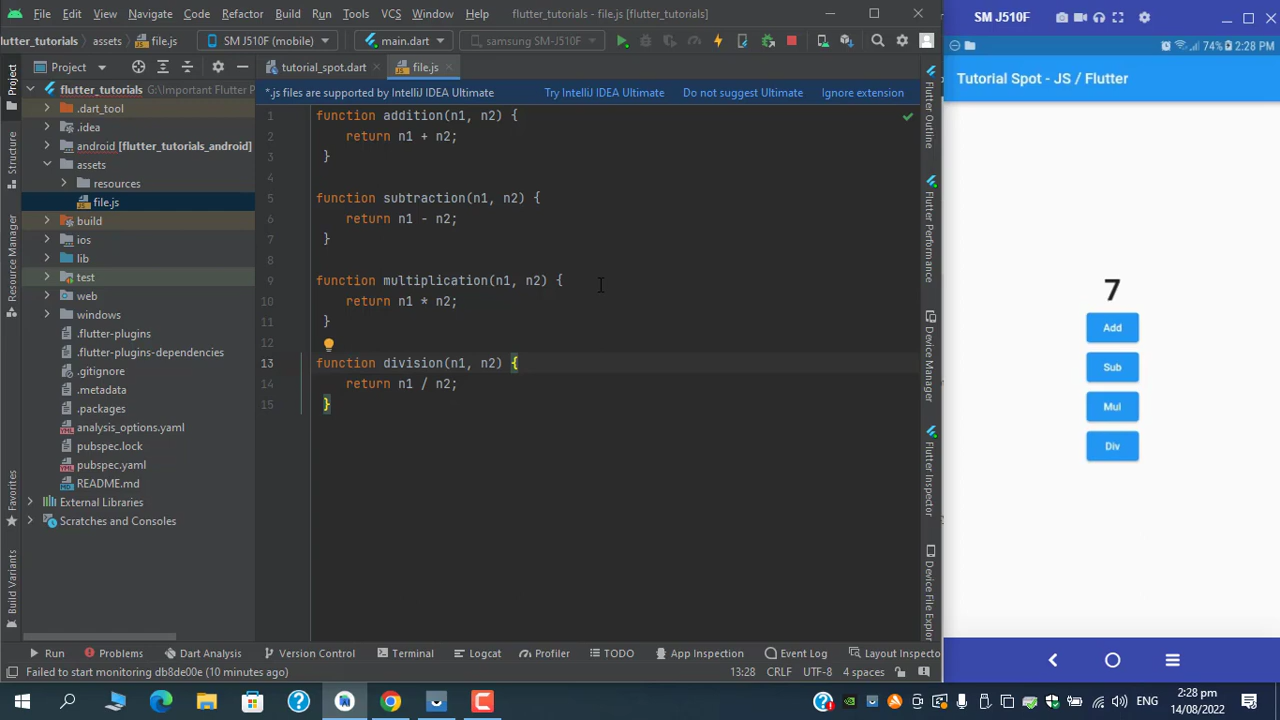 File Edit View Navigate Code Refactor Build Run Tools VCS Window Help flutter_tutorials - file.js [flutter_tutorials]
lutter_tutorials assets file.js SM J510F (mobile) main.dart samsung SM-J510F
Project
tutorial_spot.dart
file.js
*.js files are supported by IntelliJ IDEA Ultimate Try IntelliJ IDEA Ultimate Do not suggest Ultimate Ignore extension
flutter_tutorials G:\Important Flutter P
.dart_tool
.idea
android [flutter_tutorials_android]
assets
resources
file.js
build
ios
lib
test
web
windows
.flutter-plugins
.flutter-plugins-dependencies
.gitignore
.metadata
.packages
analysis_options.yaml
pubspec.lock
pubspec.yaml
README.md
External Libraries
Scratches and Consoles
Project
Structure
Resource Manager
Favorites
Build Variants
1 function addition(n1, n2) {
2 return n1 + n2;
3 }
4
5 function subtraction(n1, n2) {
6 return n1 - n2;
7 }
8
9 function multiplication(n1, n2) {
10 return n1 * n2;
11 }
12
13 function division(n1, n2) {
14 return n1 / n2;
15 }
Flutter Outline
Flutter Performance
Device Manager
Flutter Inspector
Device File Explor
Run Problems Dart Analysis Version Control Terminal Logcat Profiler TODO App Inspection Event Log Layout Inspecto
Failed to start monitoring db8de00e (10 minutes ago) 13:28 CRLF UTF-8 4 spaces
SM J510F
74% 2:28 PM
Tutorial Spot - JS / Flutter
7
Add
Sub
Mul
Div
ENG
2:28 pm
14/08/2022